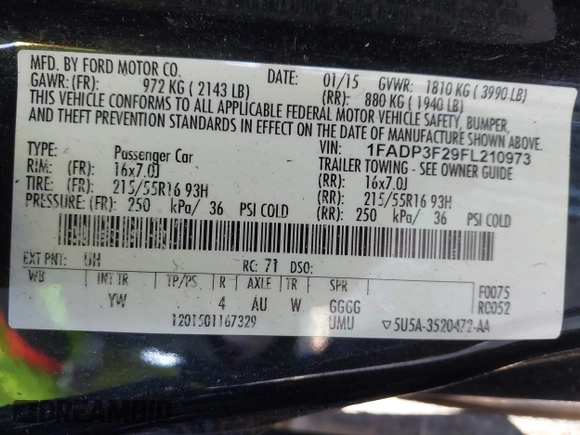 MFD. BY FORD MOTOR CO. DATE: 01/15 GVWR: 1810 KG ( 3990 LB)
GAWR: (FR): 972 KG ( 2143 LB) (RR): 880 KG ( 1940 LB)
THIS VEHICLE CONFORMS TO ALL APPLICABLE FEDERAL MOTOR VEHICLE SAFETY, BUMPER,
AND THEFT PREVENTION STANDARDS IN EFFECT ON THE DATE OF MANUFACTURE SHOWN ABOVE.
VIN: 1FADP3F29FL210973
TYPE: Passenger Car TRAILER TOWING - SEE OWNER GUIDE
RIM: (FR) 16x7.0J (RR): 16x7.0J
TIRE: (FR): 215/55R16 93H (RR): 215/55R16 93H
PRESSURE: (FR): 250 kPa/ 36 PSI COLD (RR): 250 kPa/ 36 PSI COLD
EXT PNT: UH RC: 71 DSO:
WB INT TR TP/PS R AXLE TR SPR F0075
YW 4 AU W GGGG RC052
1201501167329 UMU ▽5U5A-3520472-AA
DREAMBID